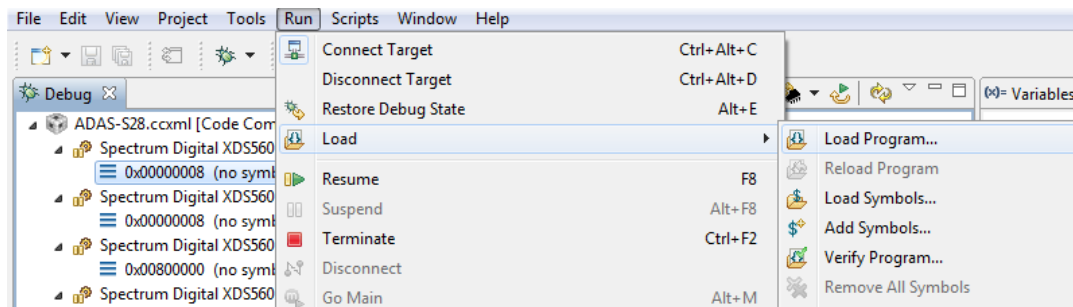 File Edit View Project Tools Run Scripts Window Help
Connect Target Ctrl+Alt+C
Disconnect Target Ctrl+Alt+D
Debug
Restore Debug State Alt+E
(x)= Variables
ADAS-S28.ccxml [Code Com
Load
Load Program...
Spectrum Digital XDS560
Reload Program
0x00000008 (no symb
Resume F8
Load Symbols...
Spectrum Digital XDS560
Suspend Alt+F8
Add Symbols...
0x00000008 (no symb
Terminate Ctrl+F2
Verify Program...
Spectrum Digital XDS560
0x00800000 (no symb
Disconnect
Remove All Symbols
Spectrum Digital XDS560
Go Main Alt+M